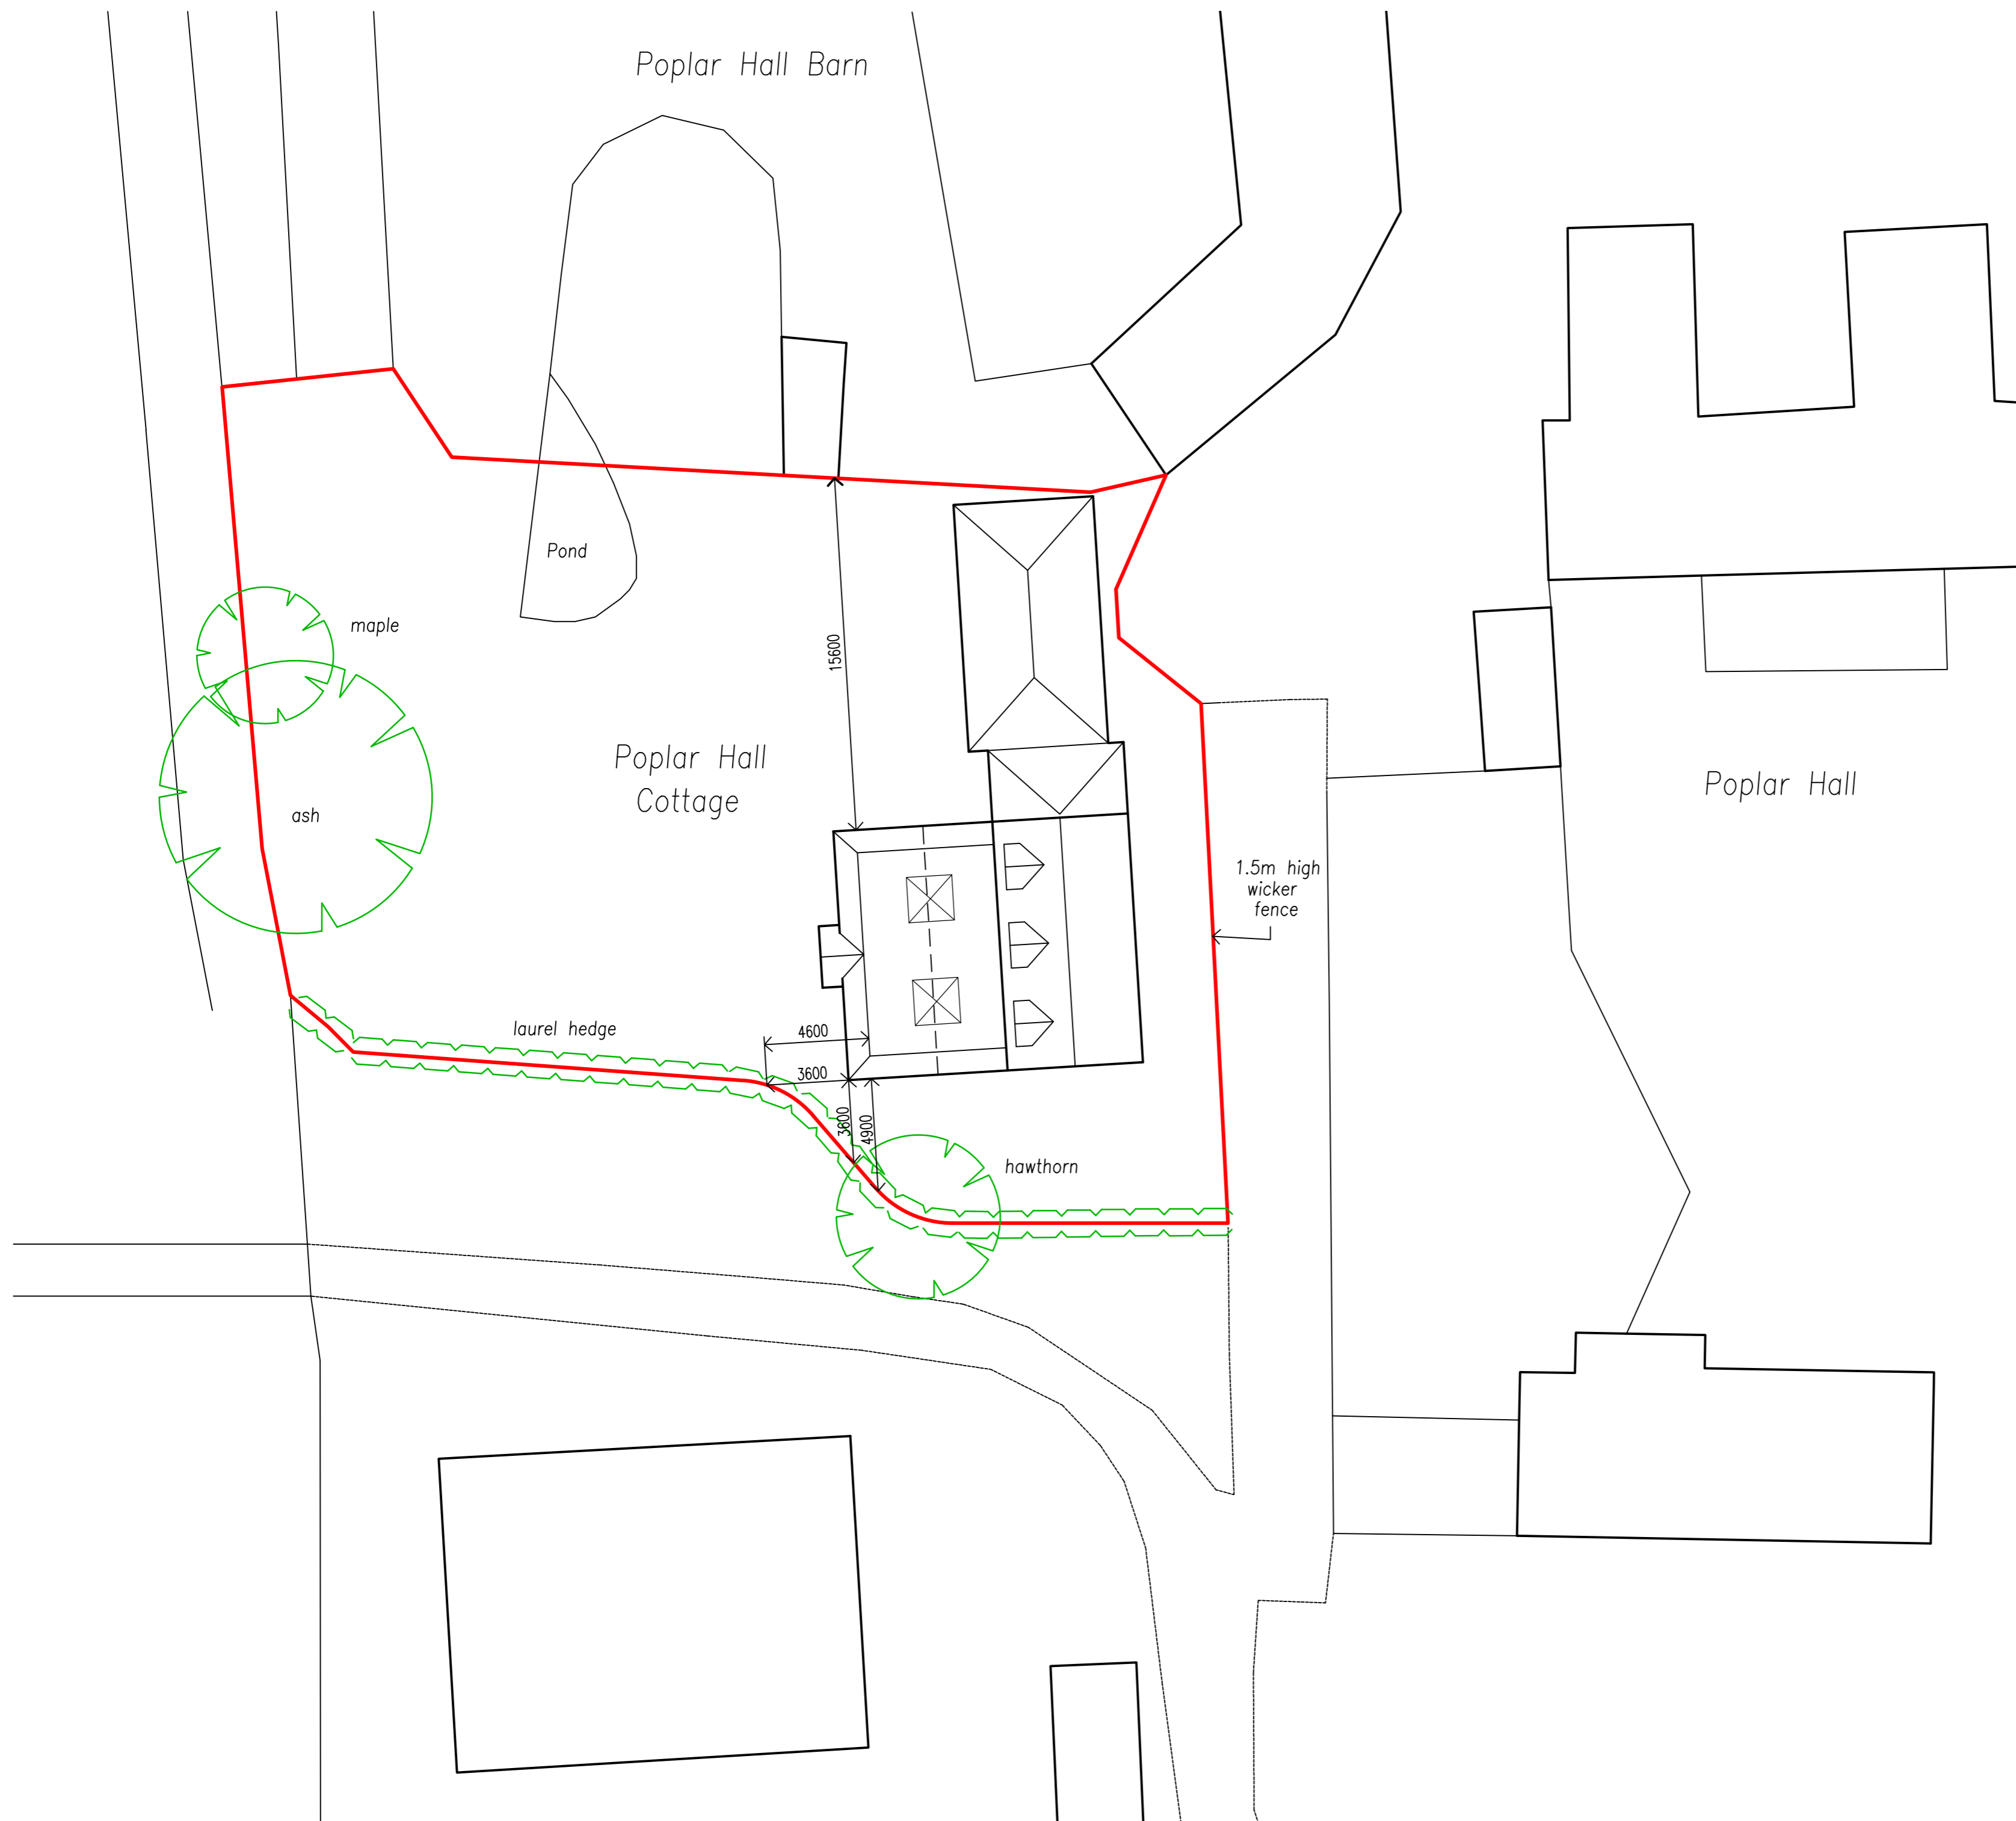 Poplar Hall Barn
Pond
maple
15600
Poplar Hall
Cottage
Poplar Hall
ash
1.5m high
wicker
fence
laurel hedge
4600
3600
3600
4900
hawthorn